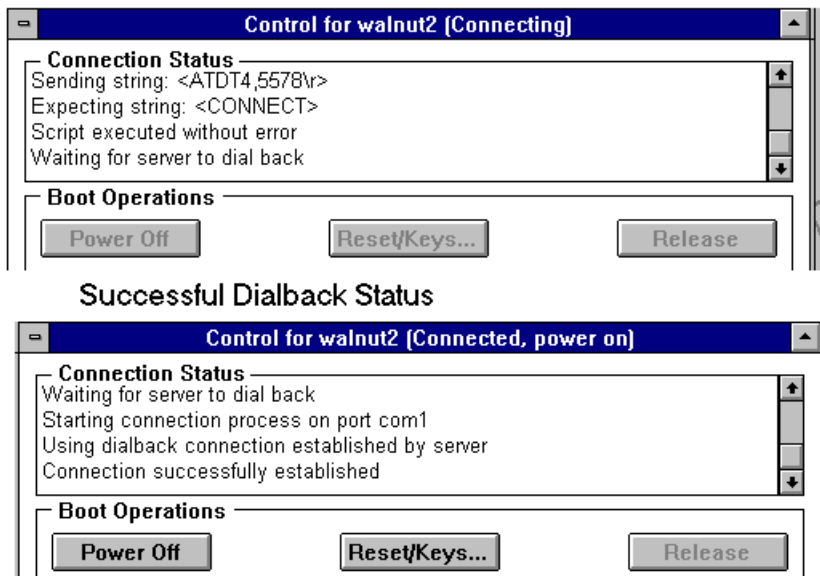 Control for walnut2 (Connecting)
Connection Status
Sending string: <ATDT4,5578\r>
Expecting string: <CONNECT>
Script executed without error
Waiting for server to dial back
Boot Operations
Power Off Reset/Keys... Release
Successful Dialback Status
Control for walnut2 (Connected, power on)
Connection Status
Waiting for server to dial back
Starting connection process on port com1
Using dialback connection established by server
Connection successfully established
Boot Operations
Power Off Reset/Keys... Release